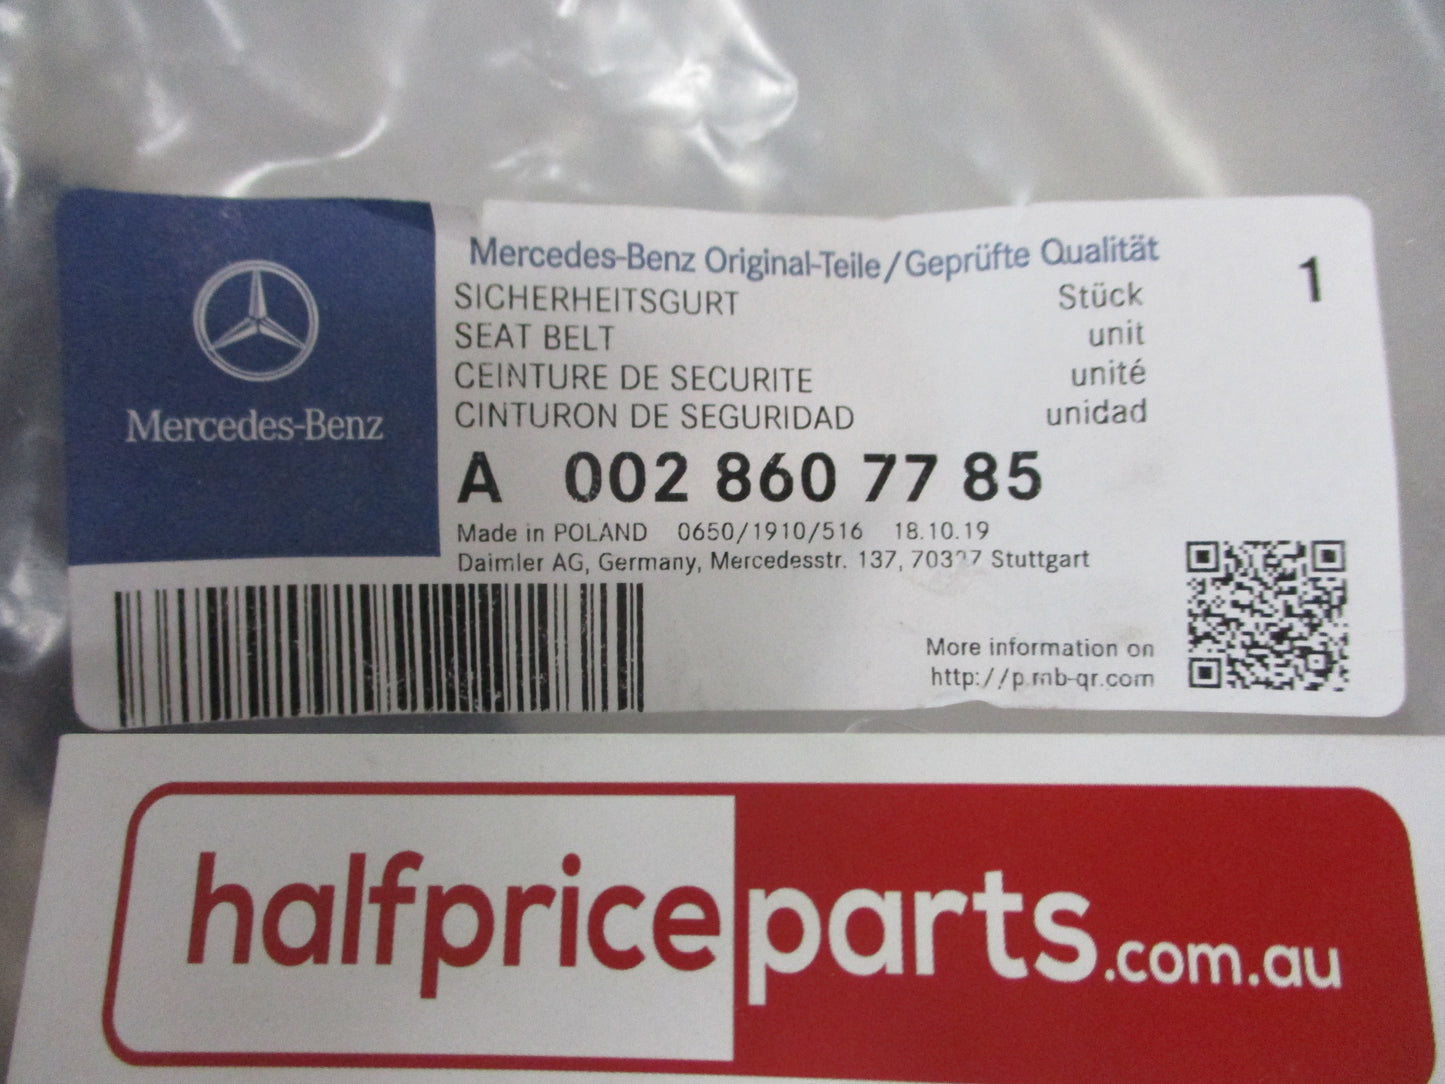 Mercedes-Benz
Mercedes-Benz Original-Teile/Geprüfte Qualität
SICHERHEITSGURT Stück 1
SEAT BELT unit
CEINTURE DE SECURITE unité
CINTURON DE SEGURIDAD unidad
A 002 860 77 85
Made in POLAND 0650/1910/516 18.10.19
Daimler AG, Germany, Mercedesstr. 137, Stuttgart
More information on
http://p.mb-qr.com
halfpriceparts.com.au